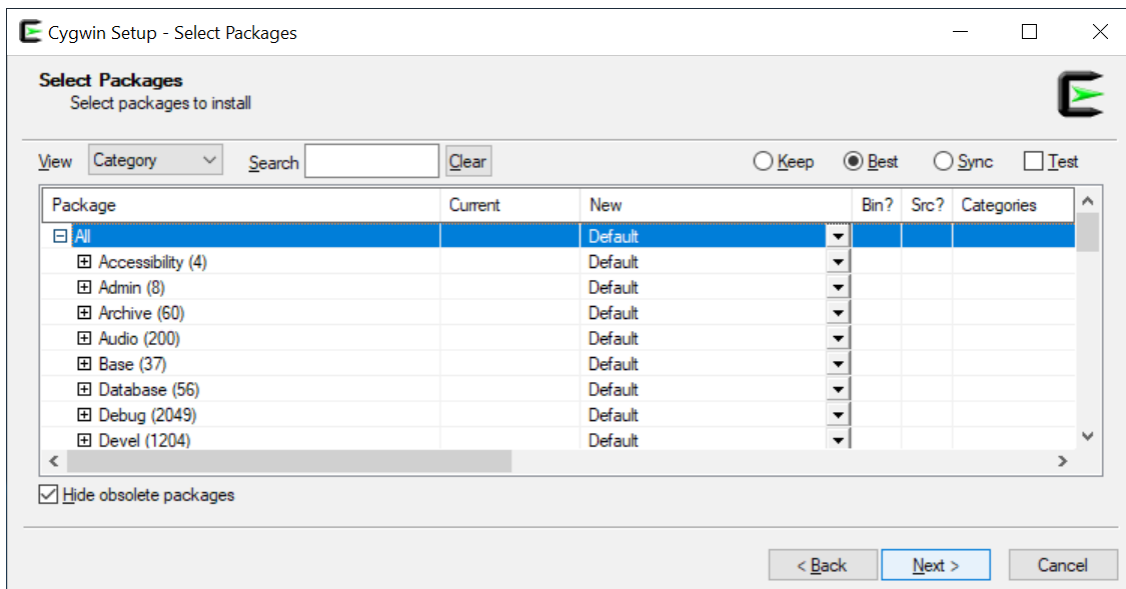 Cygwin Setup - Select Packages
Select Packages
Select packages to install
View Category Search Clear Keep Best Sync Test
Package Current New Bin? Src? Categories
All Default
Accessibility (4) Default
Admin (8) Default
Archive (60) Default
Audio (200) Default
Base (37) Default
Database (56) Default
Debug (2049) Default
Devel (1204) Default
Hide obsolete packages
< Back Next > Cancel